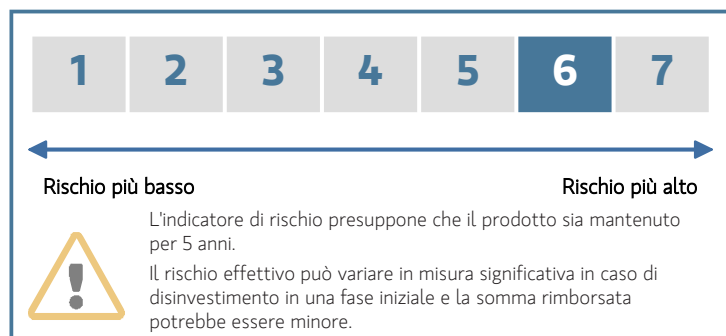 1 2 3 4 5 6 7
Rischio più basso Rischio più alto
L'indicatore di rischio presuppone che il prodotto sia mantenuto
per 5 anni.
Il rischio effettivo può variare in misura significativa in caso di
disinvestimento in una fase iniziale e la somma rimborsata
potrebbe essere minore.